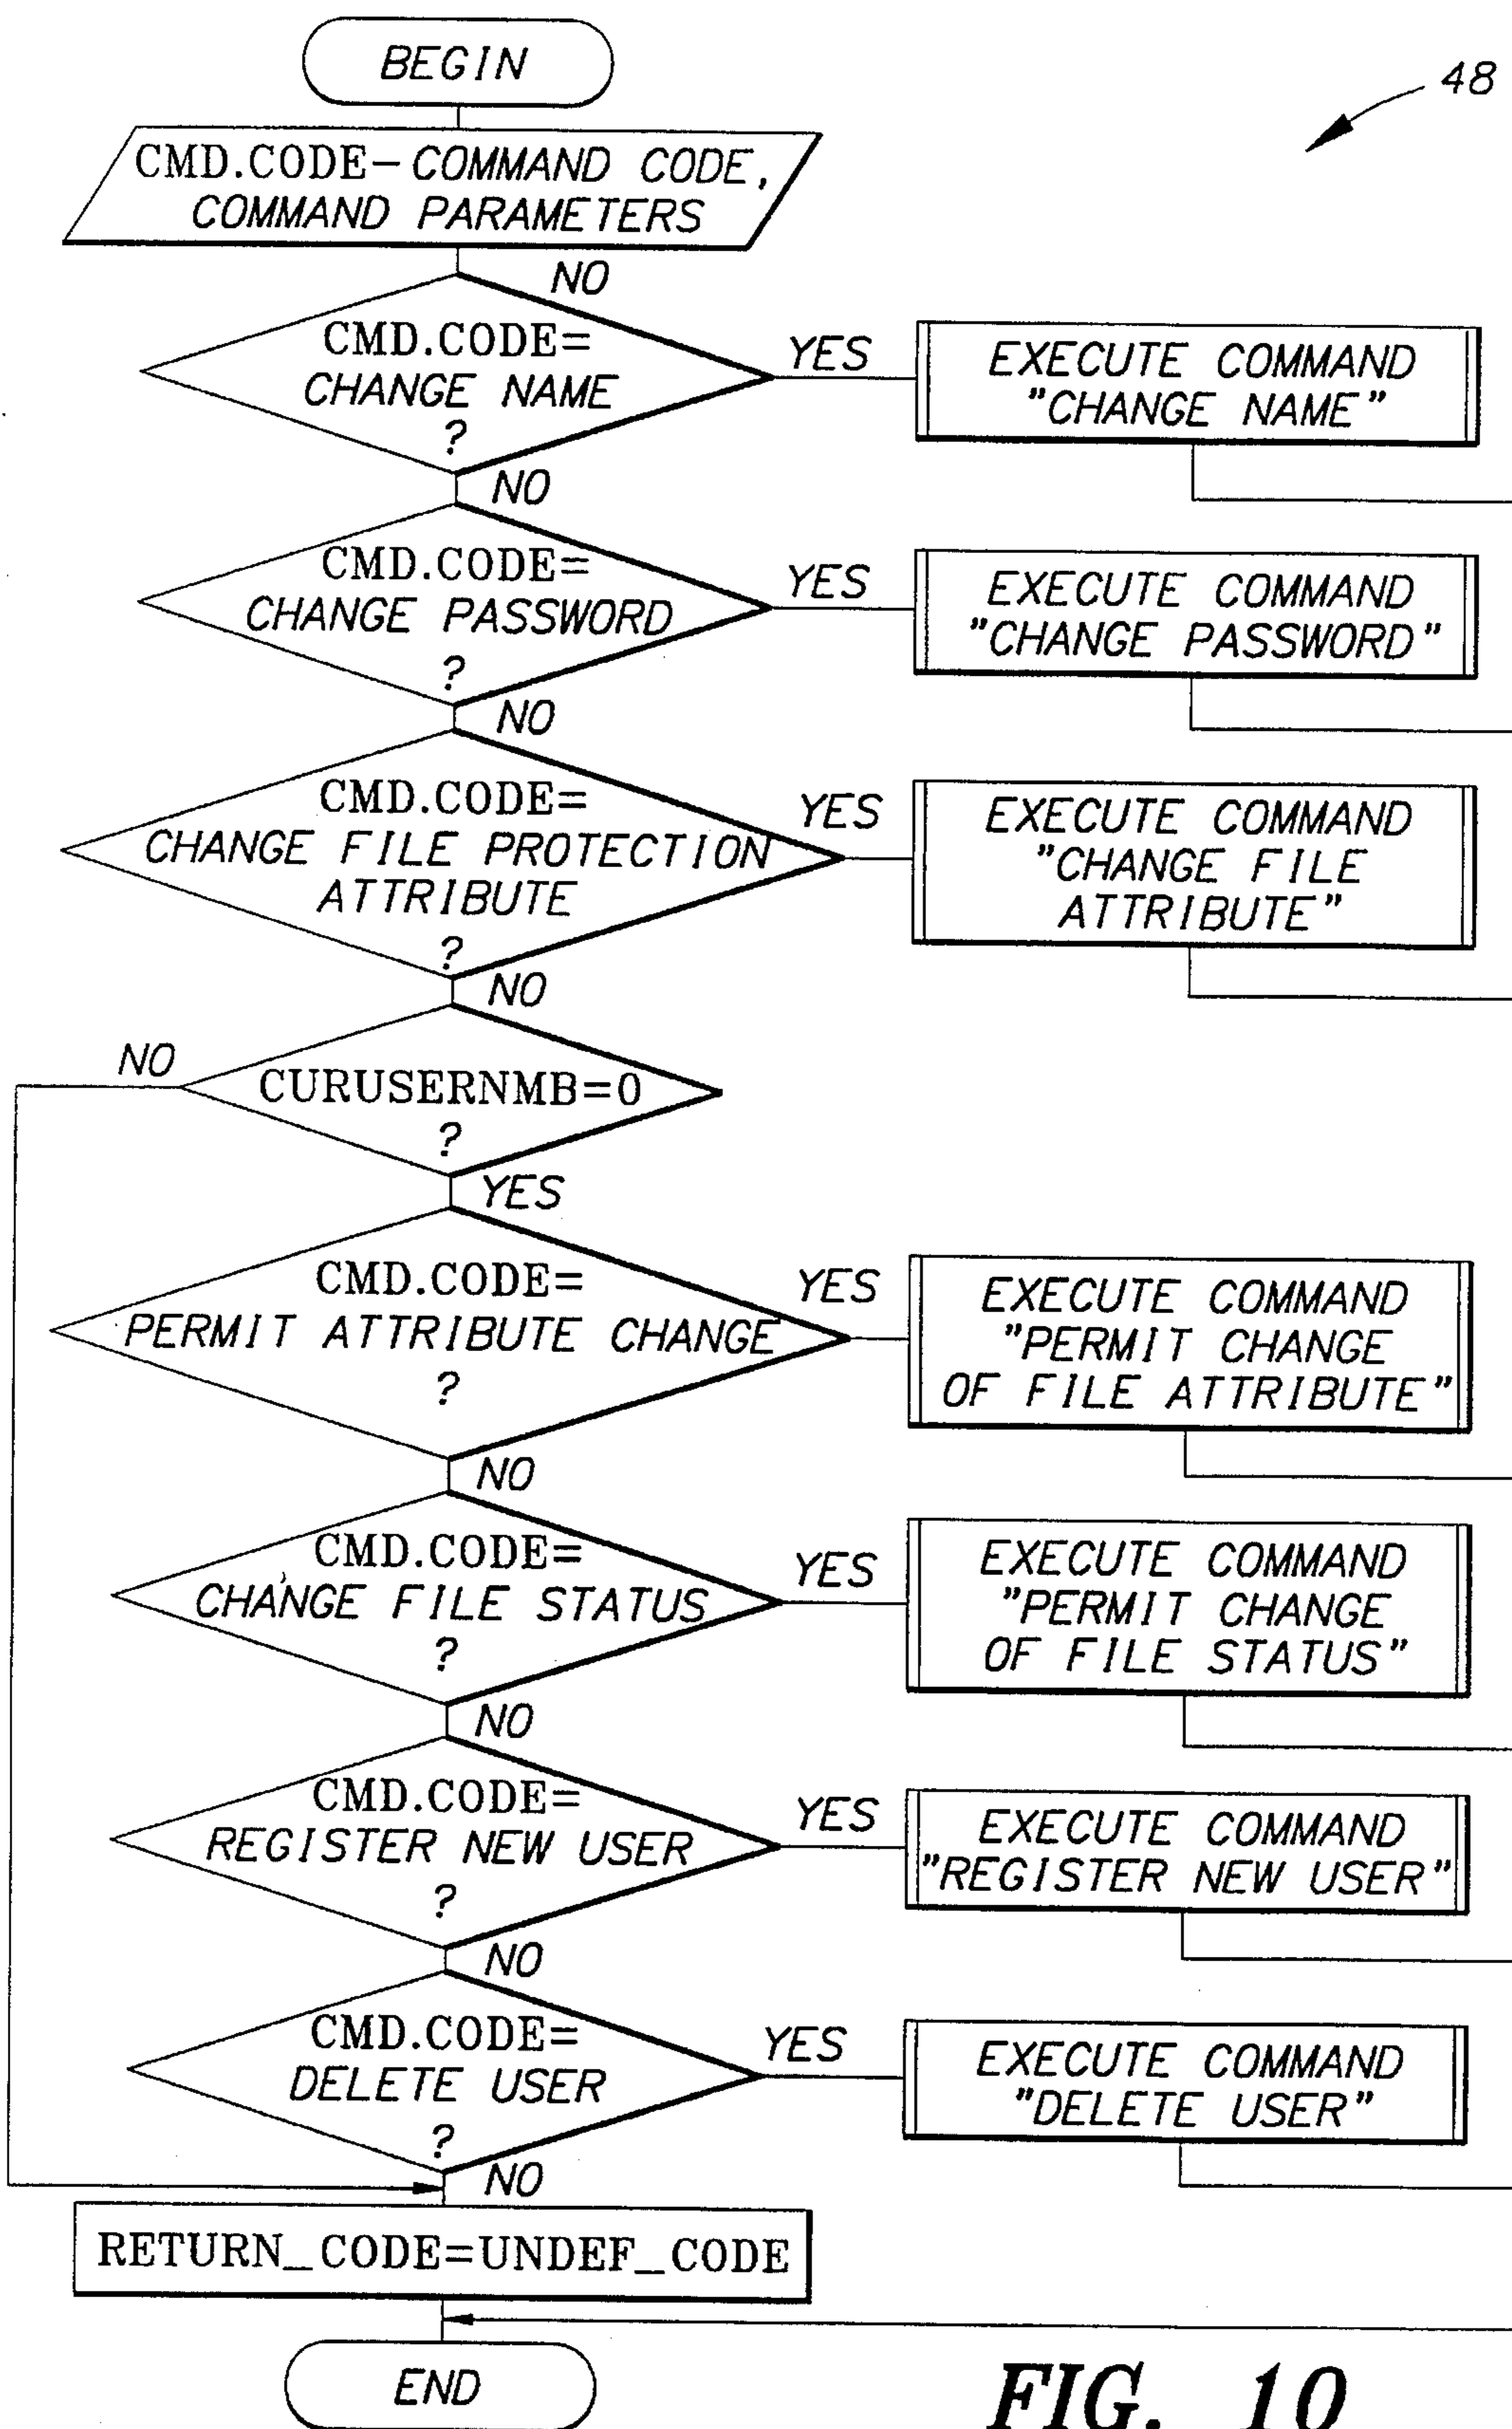 BEGIN
48
CMD.CODE-COMMAND CODE,
COMMAND PARAMETERS
NO
CMD.CODE=
CHANGE NAME
?
YES
EXECUTE COMMAND
"CHANGE NAME"
NO
CMD.CODE=
CHANGE PASSWORD
?
YES
EXECUTE COMMAND
"CHANGE PASSWORD"
NO
CMD.CODE=
CHANGE FILE PROTECTION
ATTRIBUTE
?
YES
EXECUTE COMMAND
"CHANGE FILE
ATTRIBUTE"
NO
NO
CURUSERNMB=0
?
YES
CMD.CODE=
PERMIT ATTRIBUTE CHANGE
?
YES
EXECUTE COMMAND
"PERMIT CHANGE
OF FILE ATTRIBUTE"
NO
CMD.CODE=
CHANGE FILE STATUS
?
YES
EXECUTE COMMAND
"PERMIT CHANGE
OF FILE STATUS"
NO
CMD.CODE=
REGISTER NEW USER
?
YES
EXECUTE COMMAND
"REGISTER NEW USER"
NO
CMD.CODE=
DELETE USER
?
YES
EXECUTE COMMAND
"DELETE USER"
NO
RETURN_CODE=UNDEF_CODE
END
FIG. 10